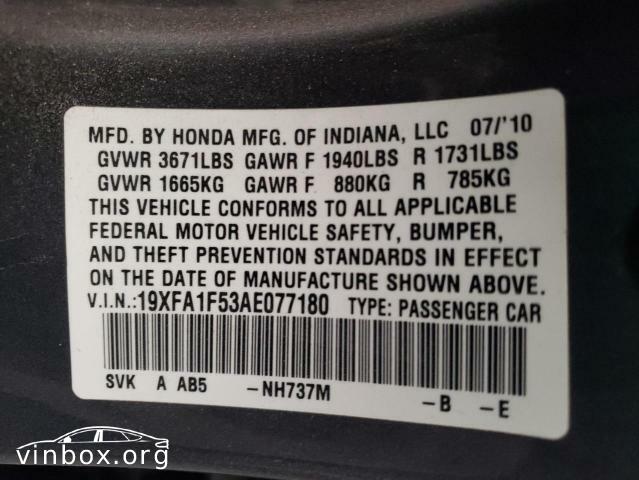 MFD. BY HONDA MFG. OF INDIANA, LLC 07/'10
GVWR 3671LBS GAWR F 1940LBS R 1731LBS
GVWR 1665KG GAWR F 880KG R 785KG
THIS VEHICLE CONFORMS TO ALL APPLICABLE
FEDERAL MOTOR VEHICLE SAFETY, BUMPER,
AND THEFT PREVENTION STANDARDS IN EFFECT
ON THE DATE OF MANUFACTURE SHOWN ABOVE.
V.I.N.:19XFA1F53AE077180 TYPE: PASSENGER CAR
SVK A AB5 -NH737M -B -E
vinbox.org